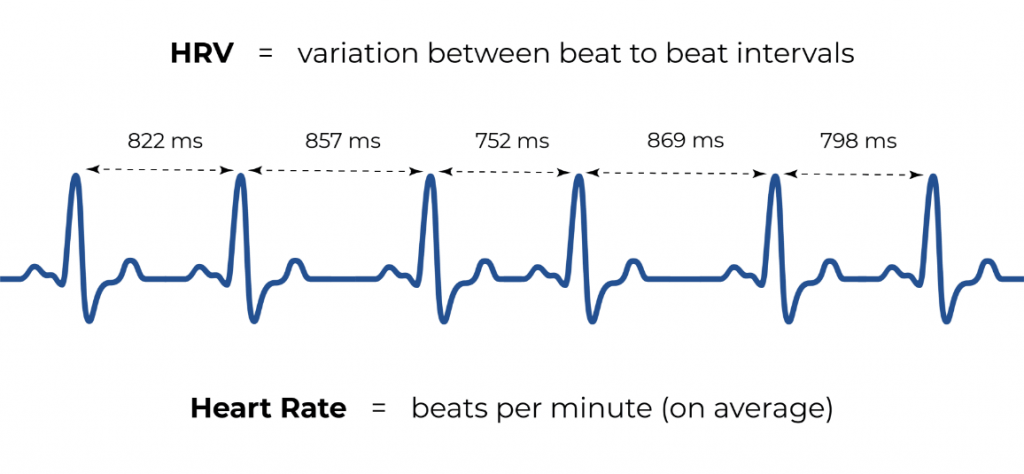 HRV = variation between beat to beat intervals
822 ms 857 ms 752 ms 869 ms 798 ms
Heart Rate = beats per minute (on average)